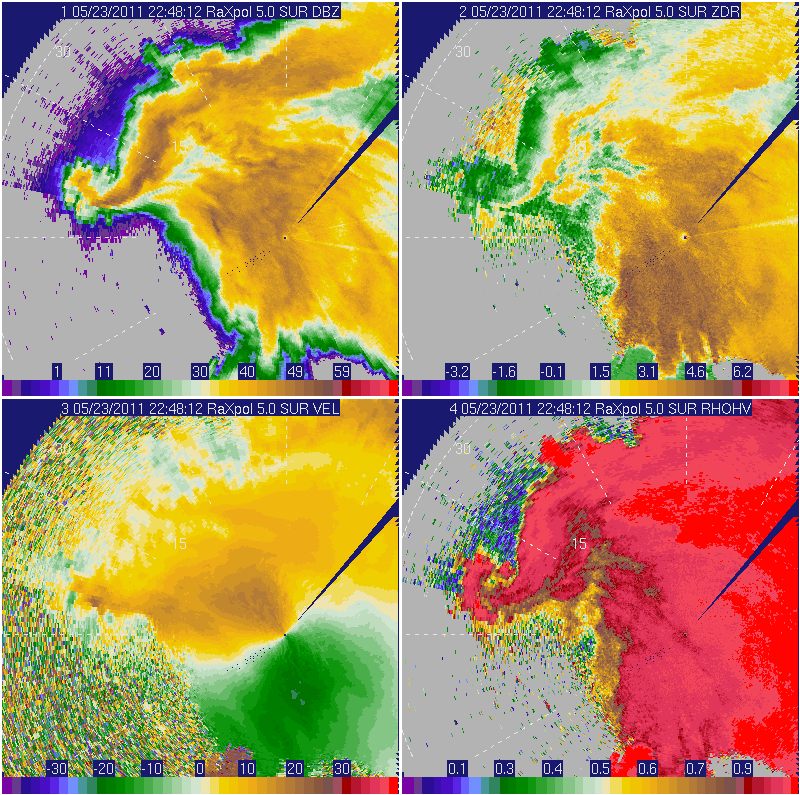 1 05/23/2011 22:48:12 RaXpol 5.0 SUR DBZ
30
15
1 11 20 30 40 49 59
2 05/23/2011 22:48:12 RaXpol 5.0 SUR ZDR
30
-3.2 -1.6 -0.1 1.5 3.1 4.6 6.2
3 05/23/2011 22:48:12 RaXpol 5.0 SUR VEL
15
-30 -20 -10 0 10 20 30
4 05/23/2011 22:48:12 RaXpol 5.0 SUR RHOHV
30
15
0.1 0.3 0.4 0.5 0.6 0.7 0.9